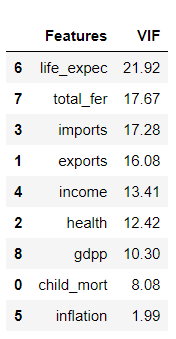 Features VIF
6 life_expec 21.92
7 total_fer 17.67
3 imports 17.28
1 exports 16.08
4 income 13.41
2 health 12.42
8 gdpp 10.30
0 child_mort 8.08
5 inflation 1.99